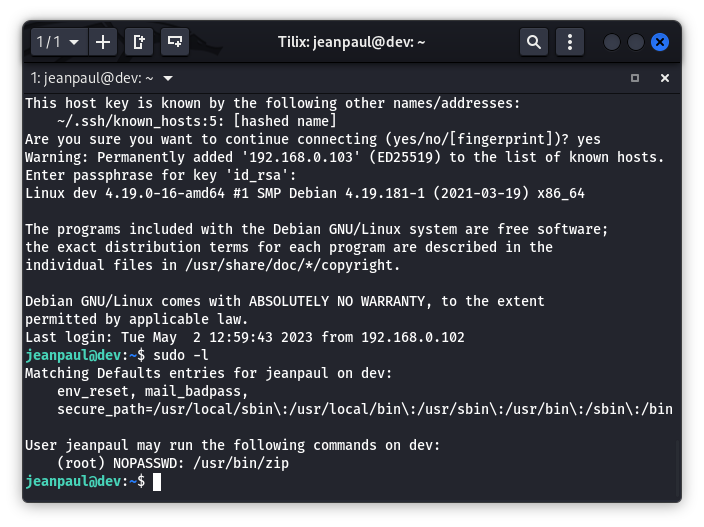 1/1
Tilix: jeanpaul@dev: ~
1: jeanpaul@dev: ~
This host key is known by the following other names/addresses:
    ~/.ssh/known_hosts:5: [hashed name]
Are you sure you want to continue connecting (yes/no/[fingerprint])? yes
Warning: Permanently added '192.168.0.103' (ED25519) to the list of known hosts.
Enter passphrase for key 'id_rsa':
Linux dev 4.19.0-16-amd64 #1 SMP Debian 4.19.181-1 (2021-03-19) x86_64

The programs included with the Debian GNU/Linux system are free software;
the exact distribution terms for each program are described in the
individual files in /usr/share/doc/*/copyright.

Debian GNU/Linux comes with ABSOLUTELY NO WARRANTY, to the extent
permitted by applicable law.
Last login: Tue May  2 12:59:43 2023 from 192.168.0.102
jeanpaul@dev:~$ sudo -l
Matching Defaults entries for jeanpaul on dev:
    env_reset, mail_badpass,
    secure_path=/usr/local/sbin\:/usr/local/bin\:/usr/sbin\:/usr/bin\:/sbin\:/bin

User jeanpaul may run the following commands on dev:
    (root) NOPASSWD: /usr/bin/zip
jeanpaul@dev:~$